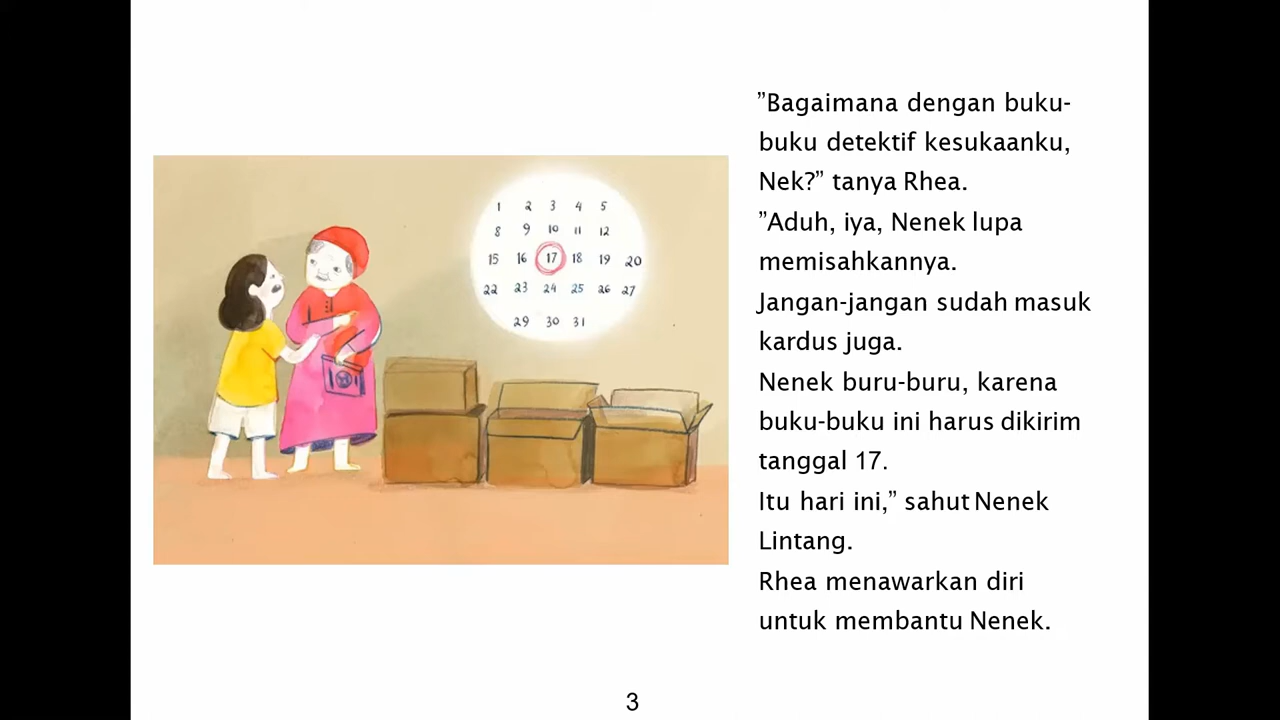 1 2 3 4 5
8 9 10 11 12
15 16 17 18 19 20
22 23 24 25 26 27
29 30 31
”Bagaimana dengan buku-
buku detektif kesukaanku,
Nek?” tanya Rhea.
”Aduh, iya, Nenek lupa
memisahkannya.
Jangan-jangan sudah masuk
kardus juga.
Nenek buru-buru, karena
buku-buku ini harus dikirim
tanggal 17.
Itu hari ini,” sahut Nenek
Lintang.
Rhea menawarkan diri
untuk membantu Nenek.
3